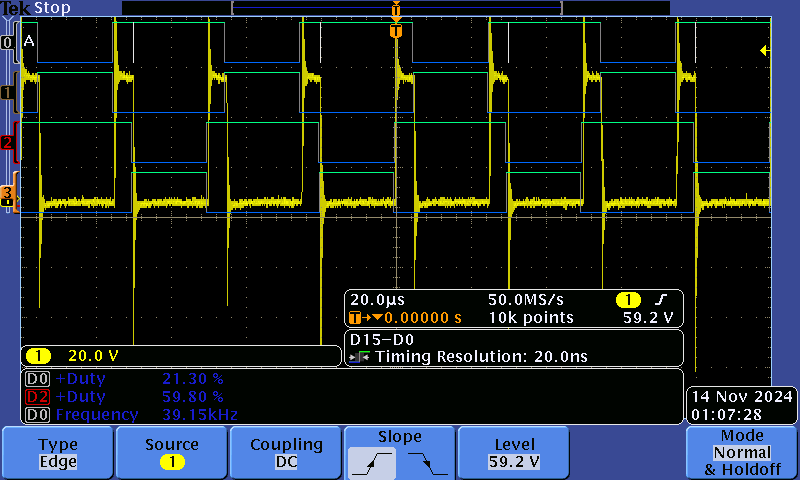 Tek Stop
T
T
0
A
1
2
3
20.0µs 50.0MS/s 1
T→▼0.00000 s 10k points 59.2 V
D15-D0
Timing Resolution: 20.0ns
1 20.0 V
D0 +Duty 21.30 %
D2 +Duty 59.80 %
D0 Frequency 39.15kHz
14 Nov 2024
01:07:28
Type
Edge
Source
1
Coupling
DC
Slope
Level
59.2 V
Mode
Normal
& Holdoff